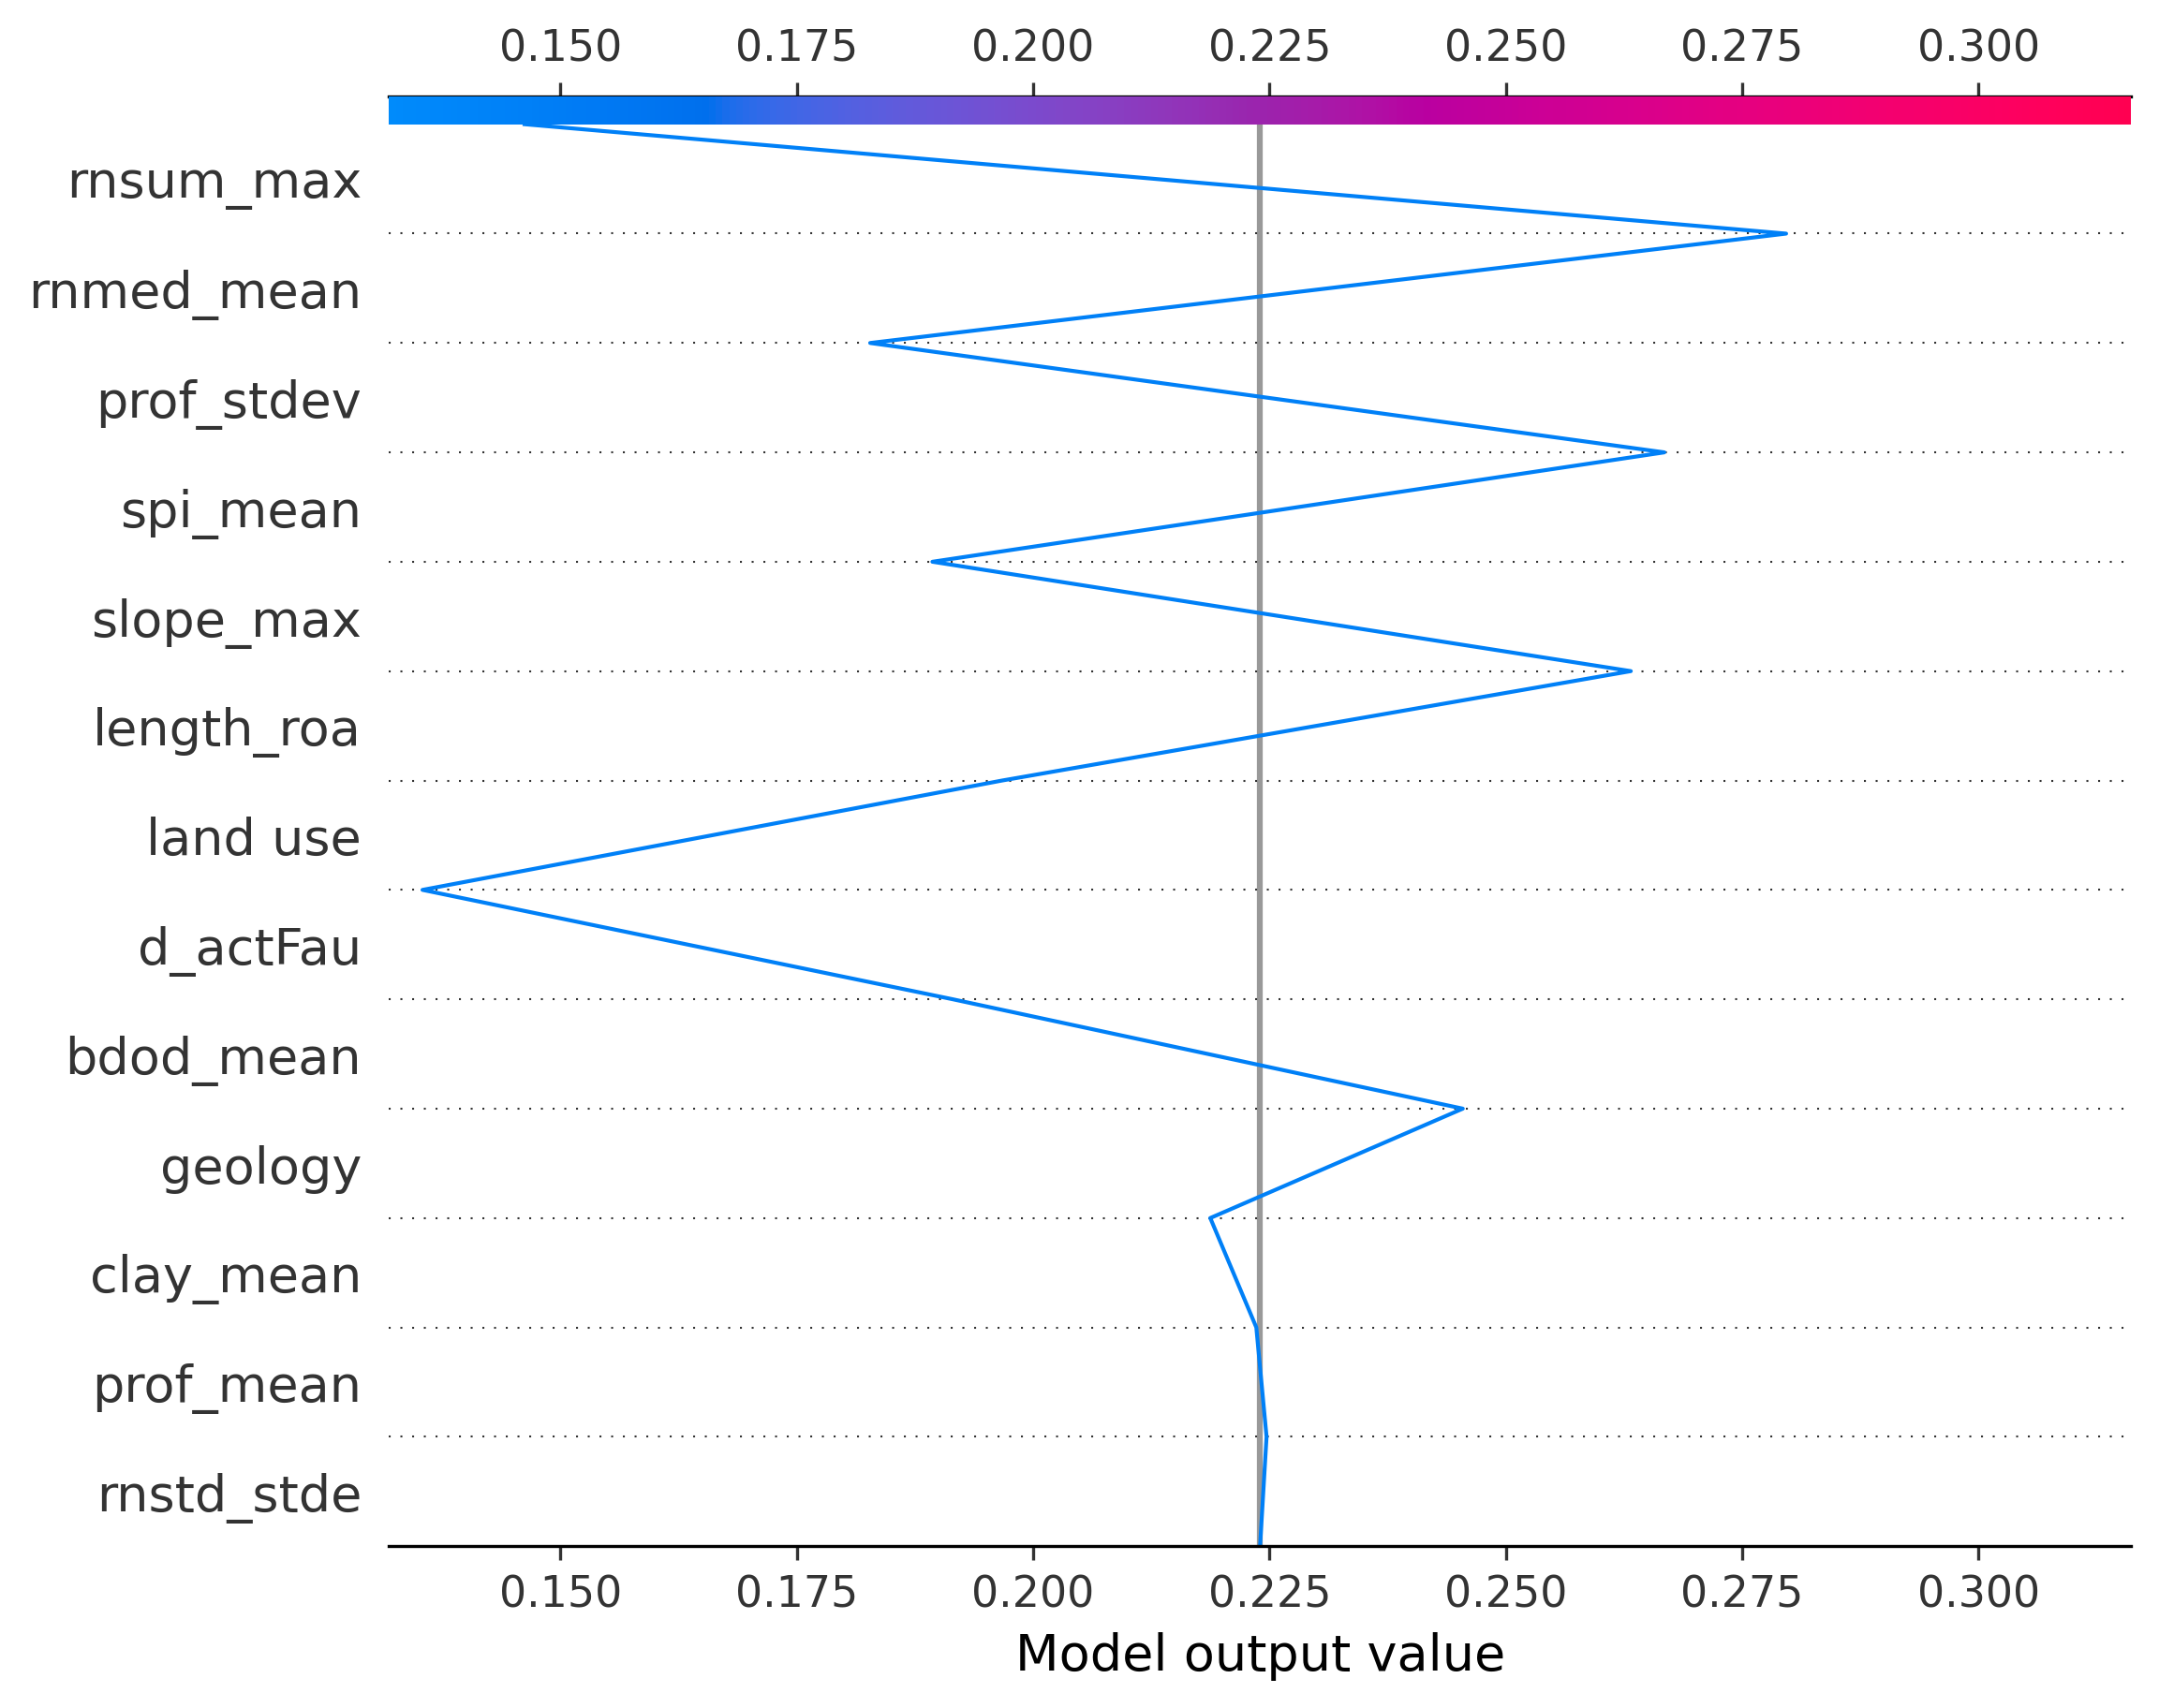 0.150 0.175 0.200 0.225 0.250 0.275 0.300
rnsum_max
rnmed_mean
prof_stdev
spi_mean
slope_max
length_roa
land use
d_actFau
bdod_mean
geology
clay_mean
prof_mean
rnstd_stde
0.150 0.175 0.200 0.225 0.250 0.275 0.300
Model output value